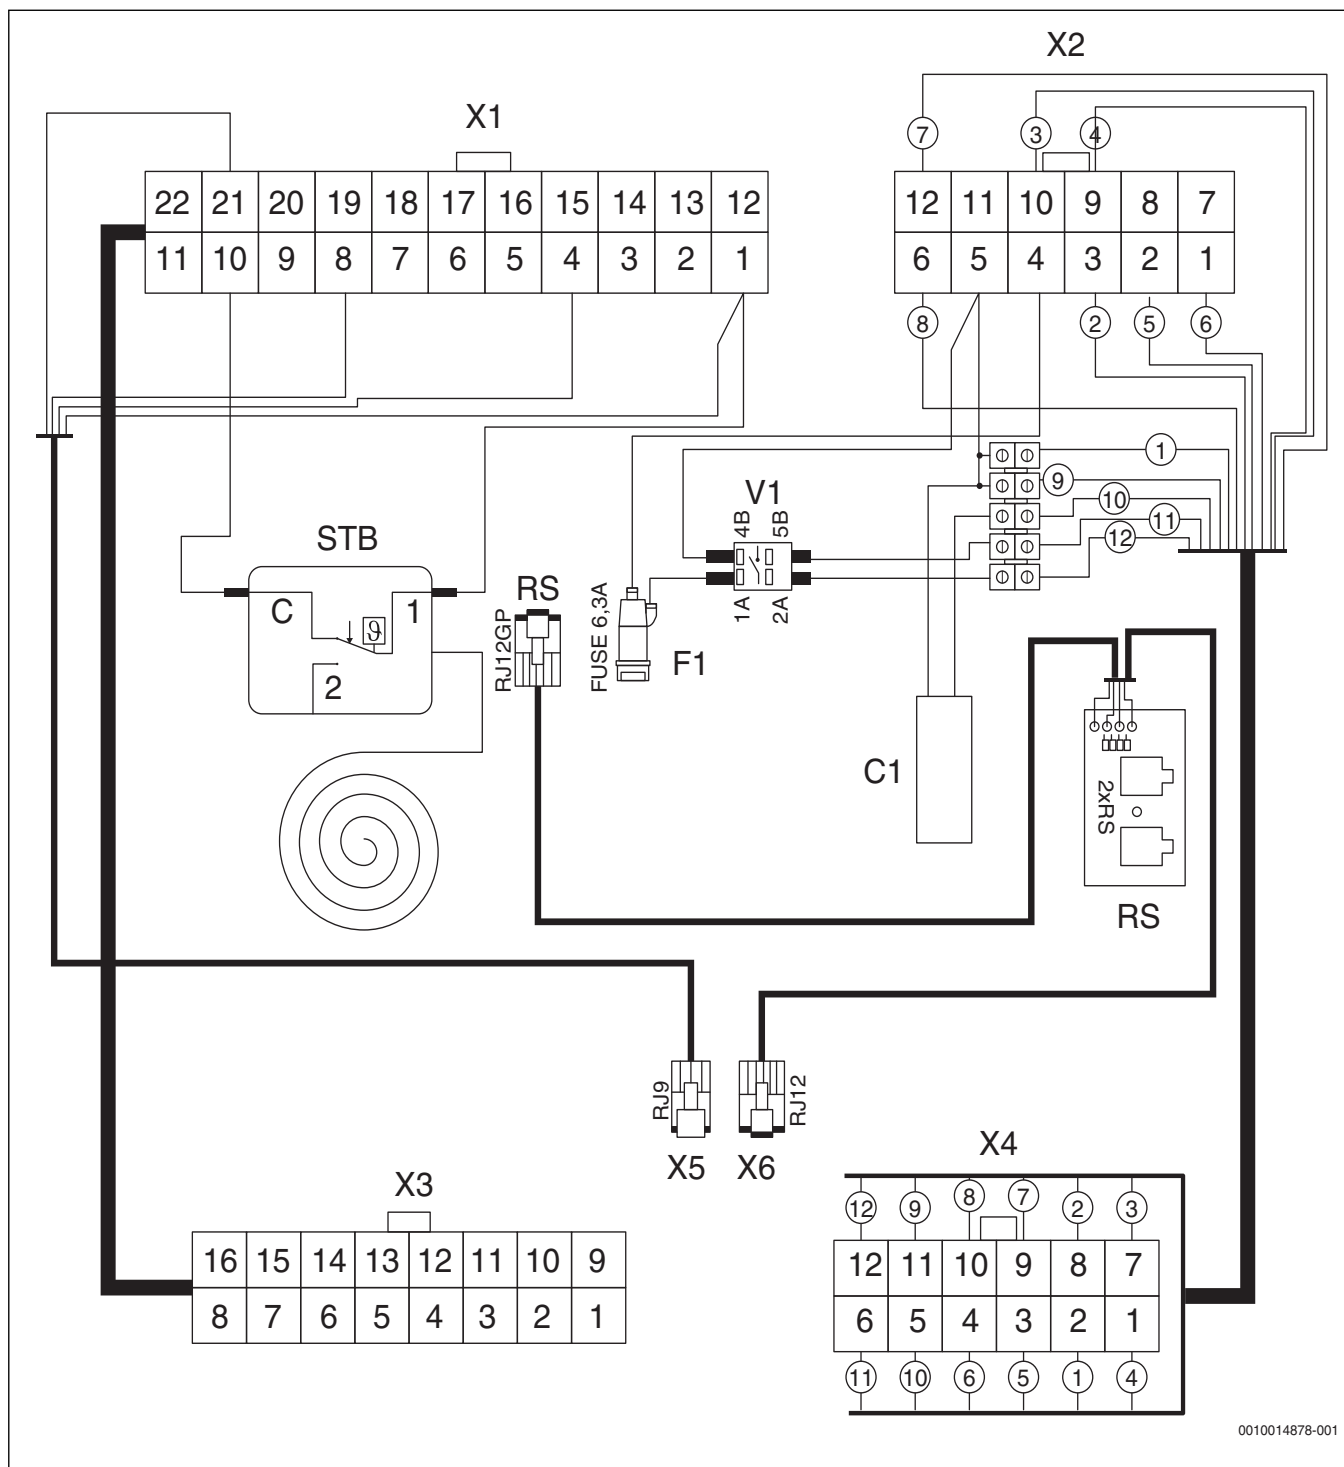 X2
X1
7 3 4
22 21 20 19 18 17 16 15 14 13 12
11 10 9 8 7 6 5 4 3 2 1
12 11 10 9 8 7
6 5 4 3 2 1
8 2 5 6
1
9
10
11
12
V1
4B 5B
1A 2A
STB
C 1
ϑ
2
RS
RJ12GP
FUSE 6,3A
F1
C1
2xRS
RS
RJ9
RJ12
X5 X6
X3
16 15 14 13 12 11 10 9
8 7 6 5 4 3 2 1
X4
12 9 8 7 2 3
12 11 10 9 8 7
6 5 4 3 2 1
11 10 6 5 1 4
0010014878-001